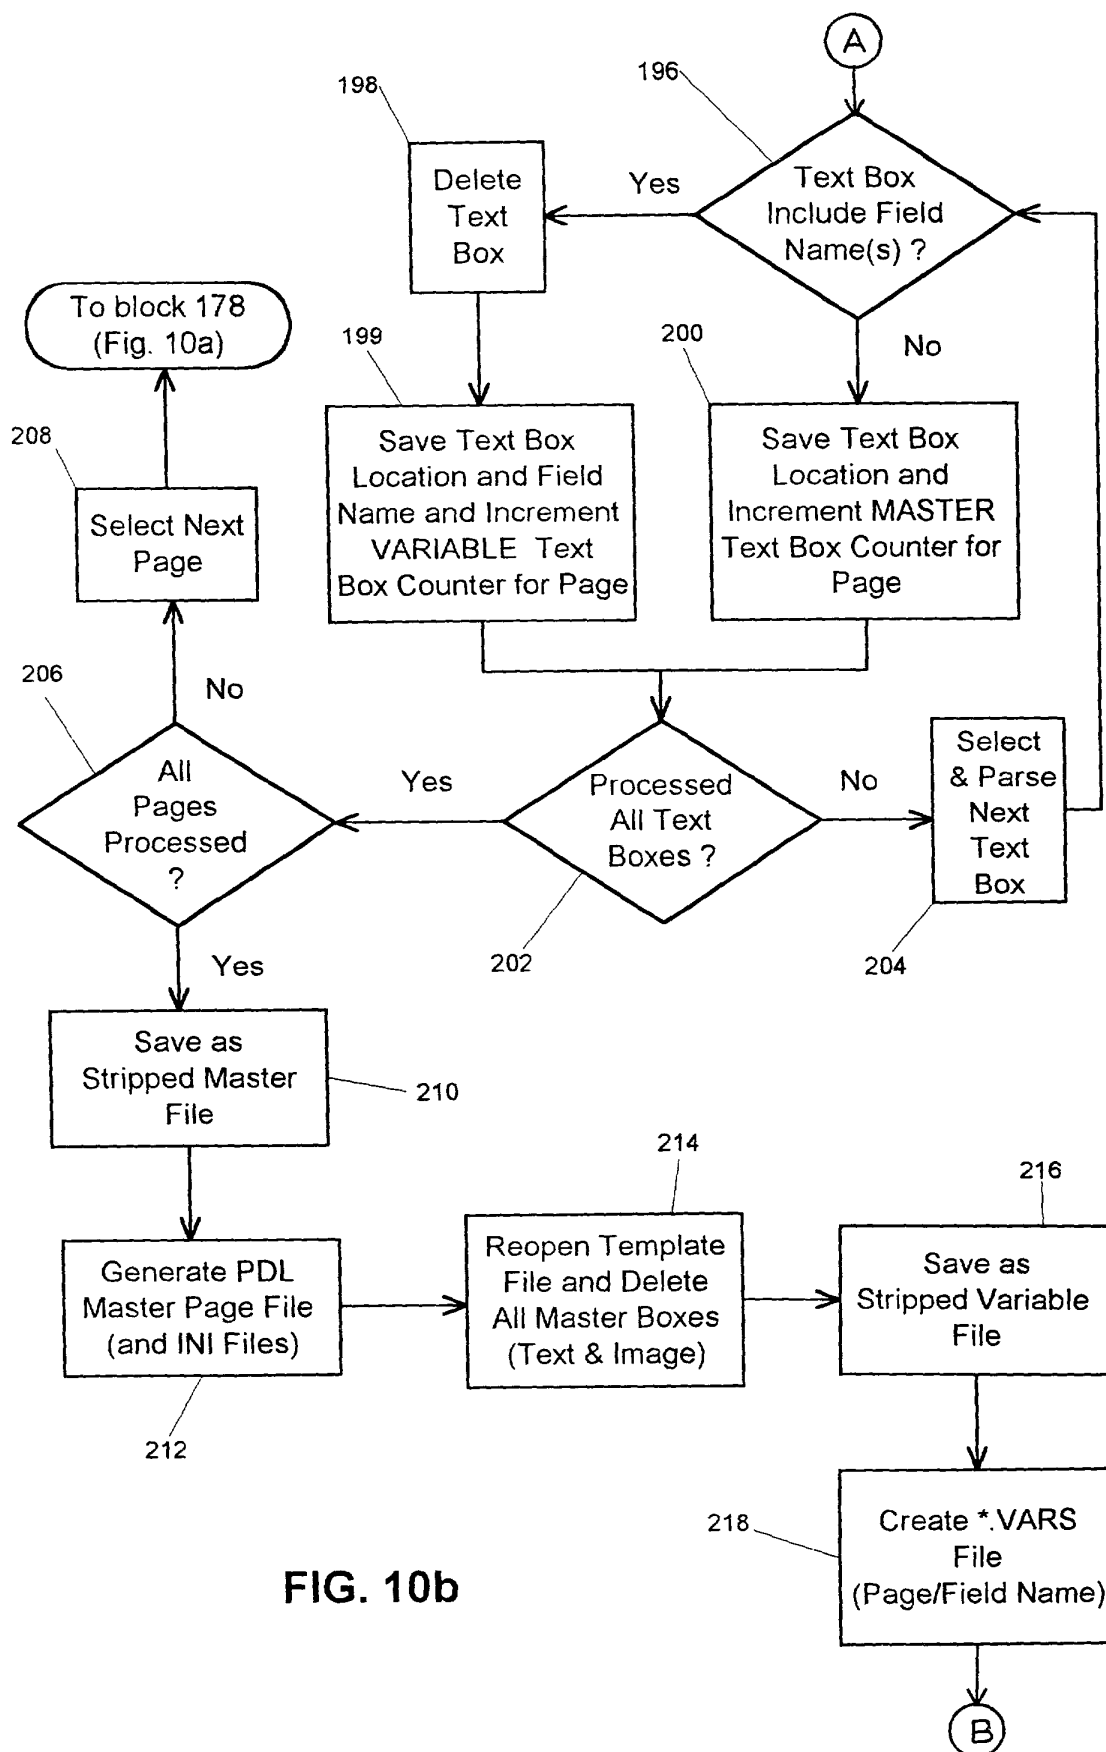 A
196
Text Box
Include Field
Name(s) ?
Yes
No
198
Delete
Text
Box
To block 178
(Fig. 10a)
199
Save Text Box
Location and Field
Name and Increment
VARIABLE Text
Box Counter for Page
200
Save Text Box
Location and
Increment MASTER
Text Box Counter for
Page
208
Select Next
Page
206
No
All
Pages
Processed
?
Yes
Yes
Processed
All Text
Boxes ?
202
No
Select
& Parse
Next
Text
Box
204
Save as
Stripped Master
File
210
Generate PDL
Master Page File
(and INI Files)
212
214
Reopen Template
File and Delete
All Master Boxes
(Text & Image)
216
Save as
Stripped Variable
File
218
Create *.VARS
File
(Page/Field Name)
B
FIG. 10b